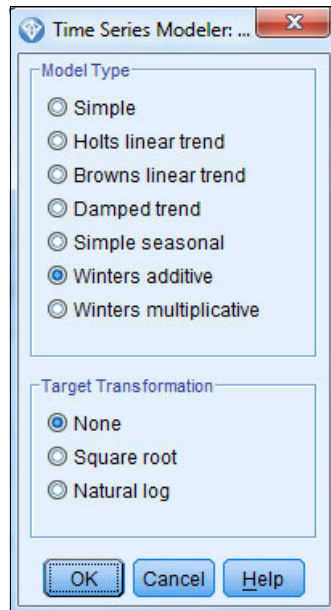 Time Series Modeler: ...
Model Type
Simple
Holts linear trend
Browns linear trend
Damped trend
Simple seasonal
Winters additive
Winters multiplicative
Target Transformation
None
Square root
Natural log
OK Cancel Help